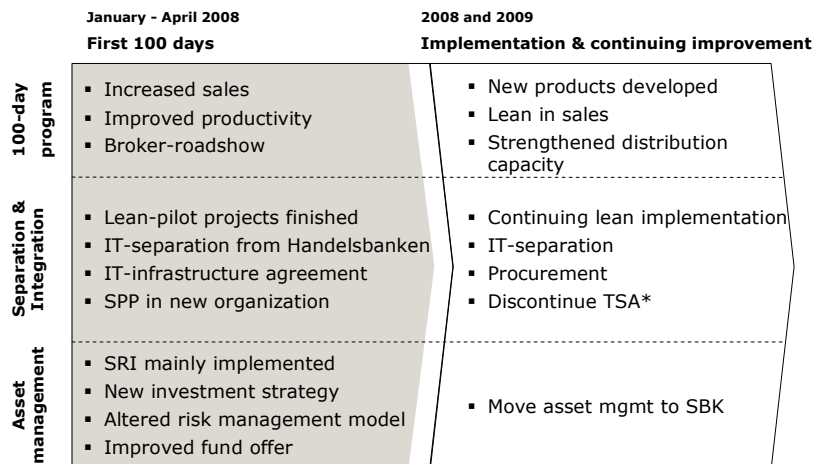 January - April 2008
First 100 days
2008 and 2009
Implementation & continuing improvement
100-day
program
▪ Increased sales
▪ Improved productivity
▪ Broker-roadshow
▪ New products developed
▪ Lean in sales
▪ Strengthened distribution
capacity
Separation &
Integration
▪ Lean-pilot projects finished
▪ IT-separation from Handelsbanken
▪ IT-infrastructure agreement
▪ SPP in new organization
▪ Continuing lean implementation
▪ IT-separation
▪ Procurement
▪ Discontinue TSA*
Asset
management
▪ SRI mainly implemented
▪ New investment strategy
▪ Altered risk management model
▪ Improved fund offer
▪ Move asset mgmt to SBK